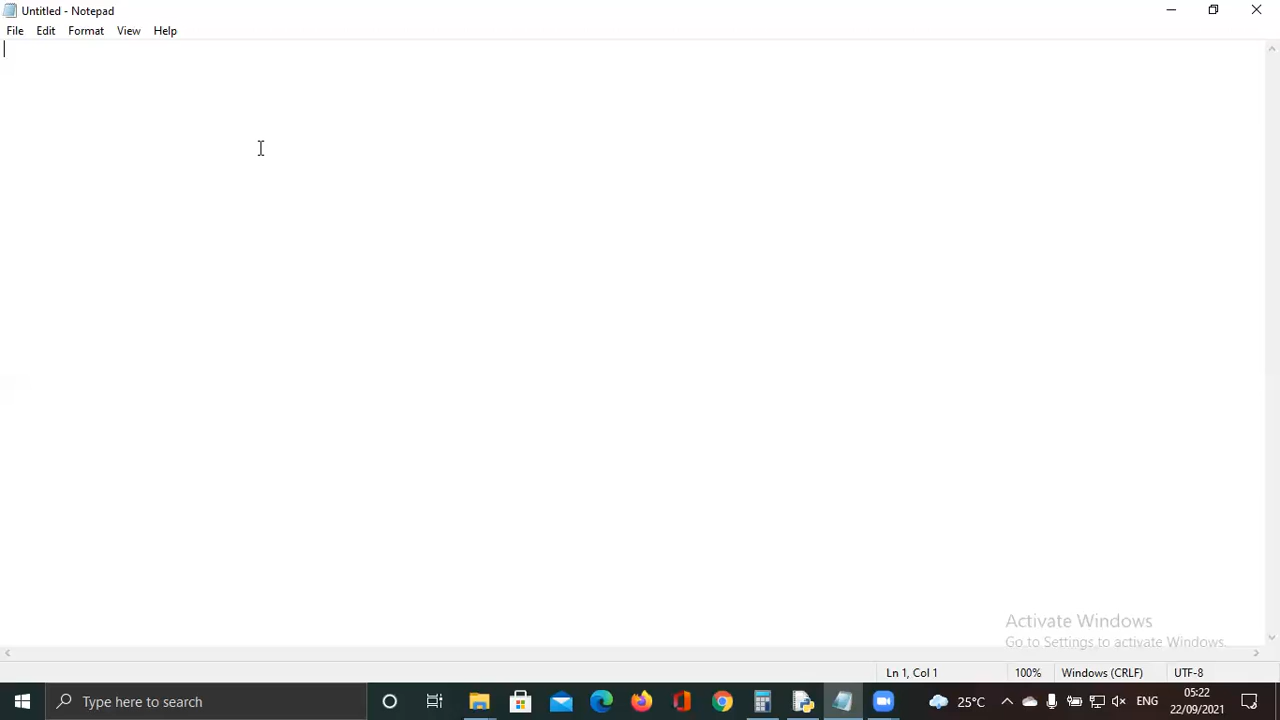 Untitled - Notepad
File Edit Format View Help
Activate Windows
Go to Settings to activate Windows.
Ln 1, Col 1 100% Windows (CRLF) UTF-8
Type here to search 25°C ENG 05:22
22/09/2021